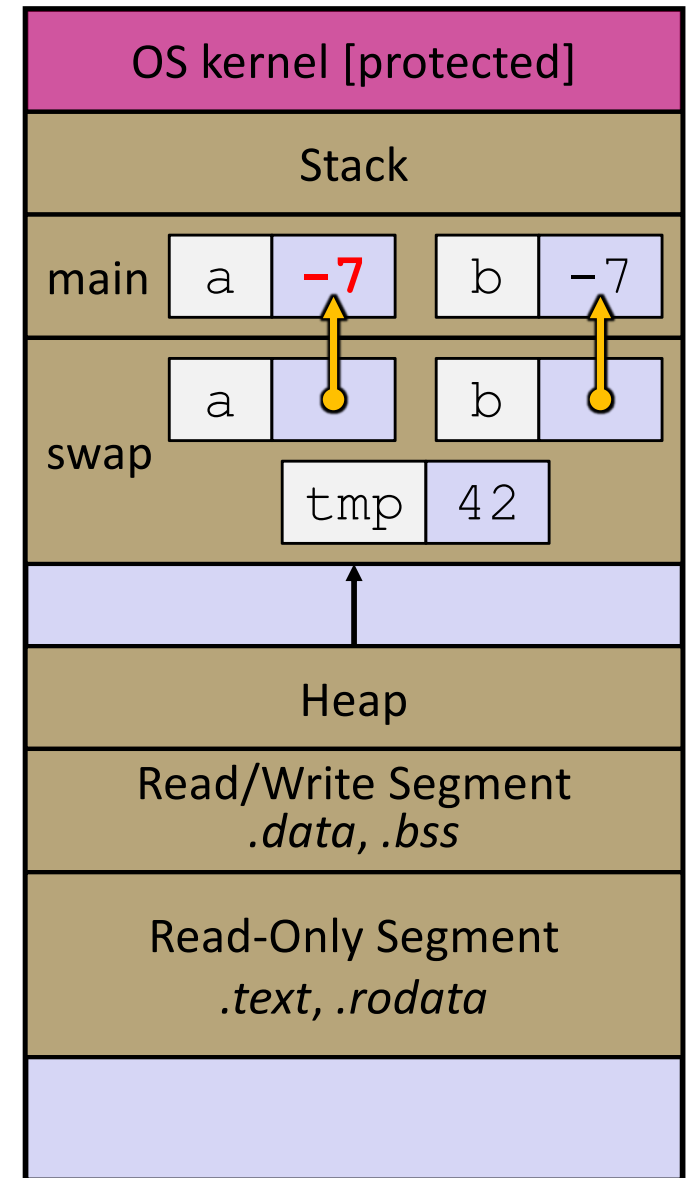 OS kernel [protected]
Stack
main a -7 b -7
swap a b
tmp 42
Heap
Read/Write Segment
.data, .bss
Read-Only Segment
.text, .rodata